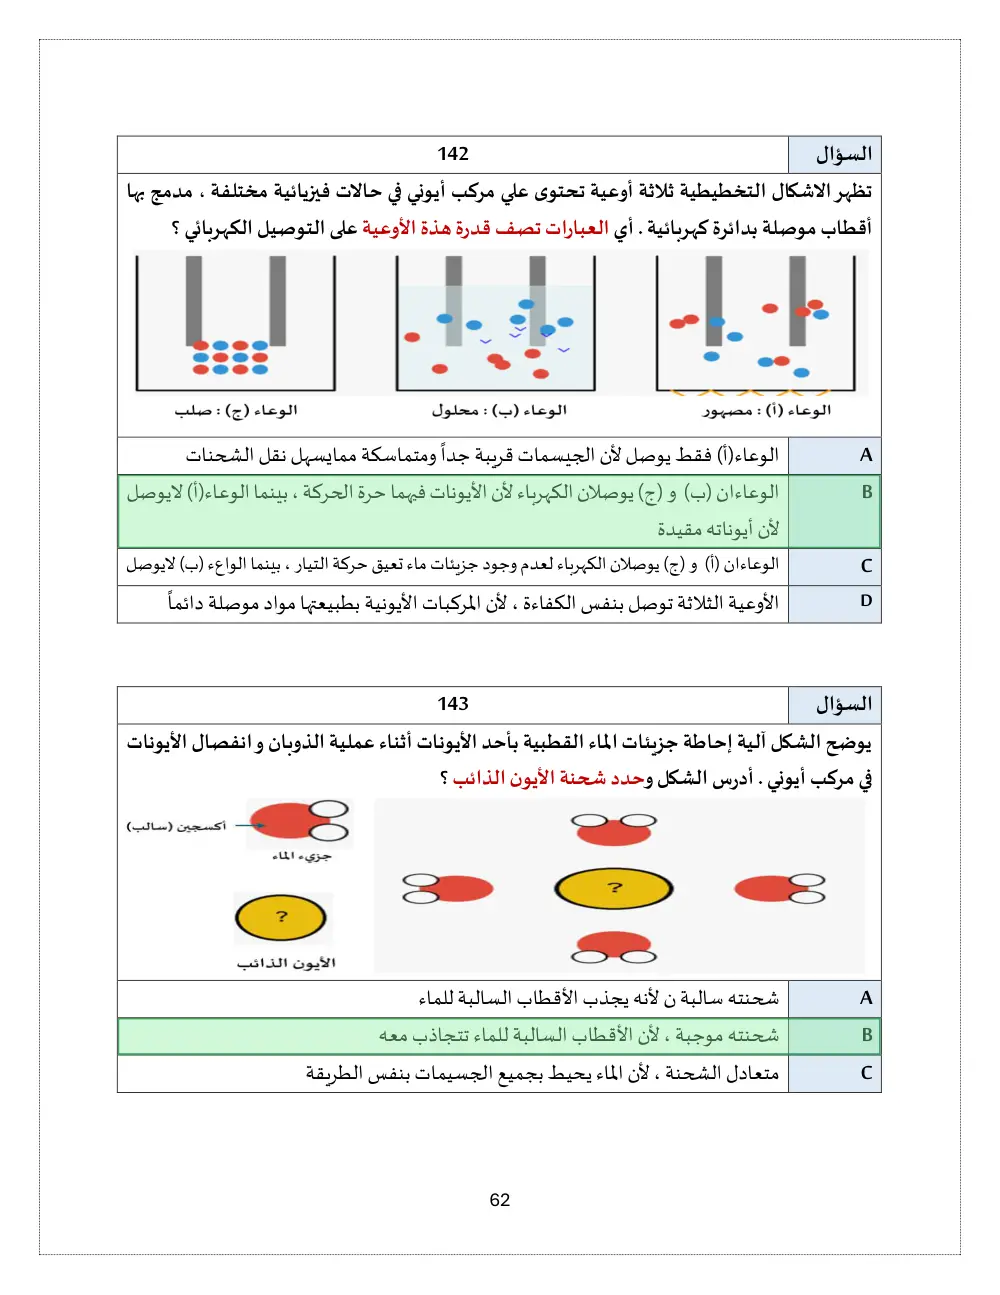 السؤال 142
تظهر الاشكال التخطيطية ثلاثة أوعية تحتوى علي مركب أيوني في حالات فيزيائية مختلفة ، مدمج بها
أقطاب موصلة بدائرة كهربائية . أي العبارات تصف قدرة هذة الأوعية على التوصيل الكهربائي ؟
الوعاء (أ) : مصهور
الوعاء (ب) : محلول
الوعاء (ج) : صلب
A الوعاء(أ) فقط يوصل لأن الجيسمات قريبة جداً ومتماسكة ممايسهل نقل الشحنات
B الوعاءان (ب) و (ج) يوصلان الكهرباء لأن الأيونات فيهما حرة الحركة ، بينما الوعاء(أ) لايوصل
لأن أيوناته مقيدة
C الوعاءان (أ) و (ج) يوصلان الكهرباء لعدم وجود جزيئات ماء تعيق حركة التيار ، بينما الواعء (ب) لايوصل
D الأوعية الثلاثة توصل بنفس الكفاءة ، لأن المركبات الأيونية بطبيعتها مواد موصلة دائماً
السؤال 143
يوضح الشكل آلية إحاطة جزيئات الماء القطبية بأحد الأيونات أثناء عملية الذوبان و انفصال الأيونات
في مركب أيوني . أدرس الشكل وحدد شحنة الأيون الذائب ؟
أكسجين (سالب)
جزيء الماء
?
?
الأيون الذائب
A شحنته سالبة ن لأنه يجذب الأقطاب السالبة للماء
B شحنته موجبة ، لأن الأقطاب السالبة للماء تتجاذب معه
C متعادل الشحنة ، لأن الماء يحيط بجميع الجسيمات بنفس الطريقة
62